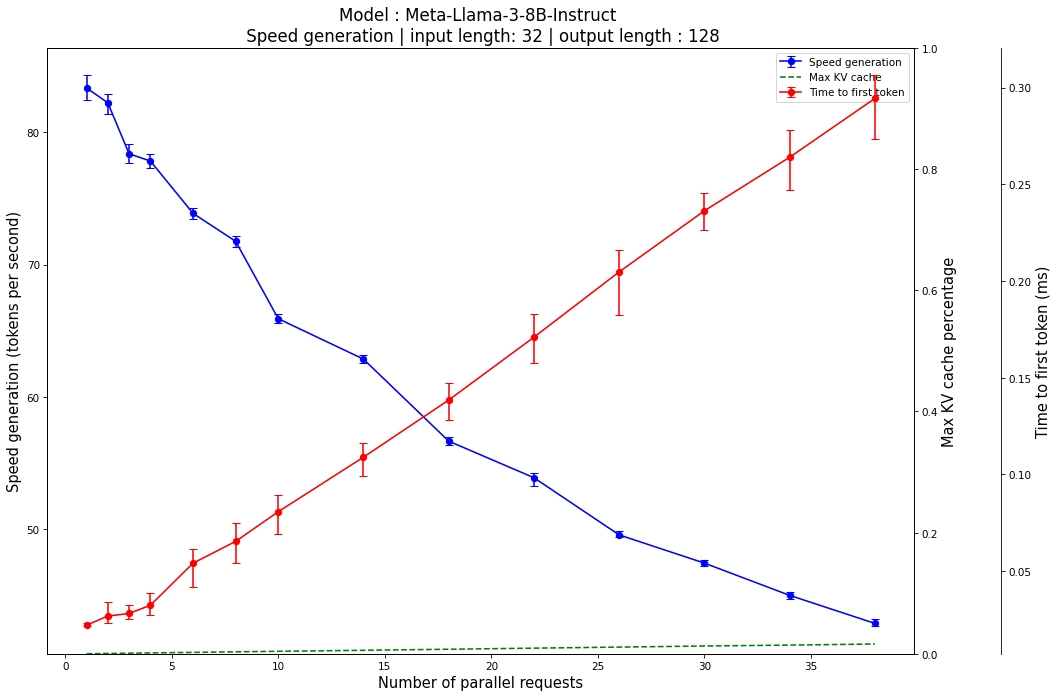 Model : Meta-Llama-3-8B-Instruct
Speed generation | input length: 32 | output length : 128
Speed generation
Max KV cache
Time to first token
Speed generation (tokens per second)
80
70
60
50
1.0
0.8
0.6
0.4
0.2
0.0
Max KV cache percentage
0.30
0.25
0.20
0.15
0.10
0.05
Time to first token (ms)
0 5 10 15 20 25 30 35
Number of parallel requests